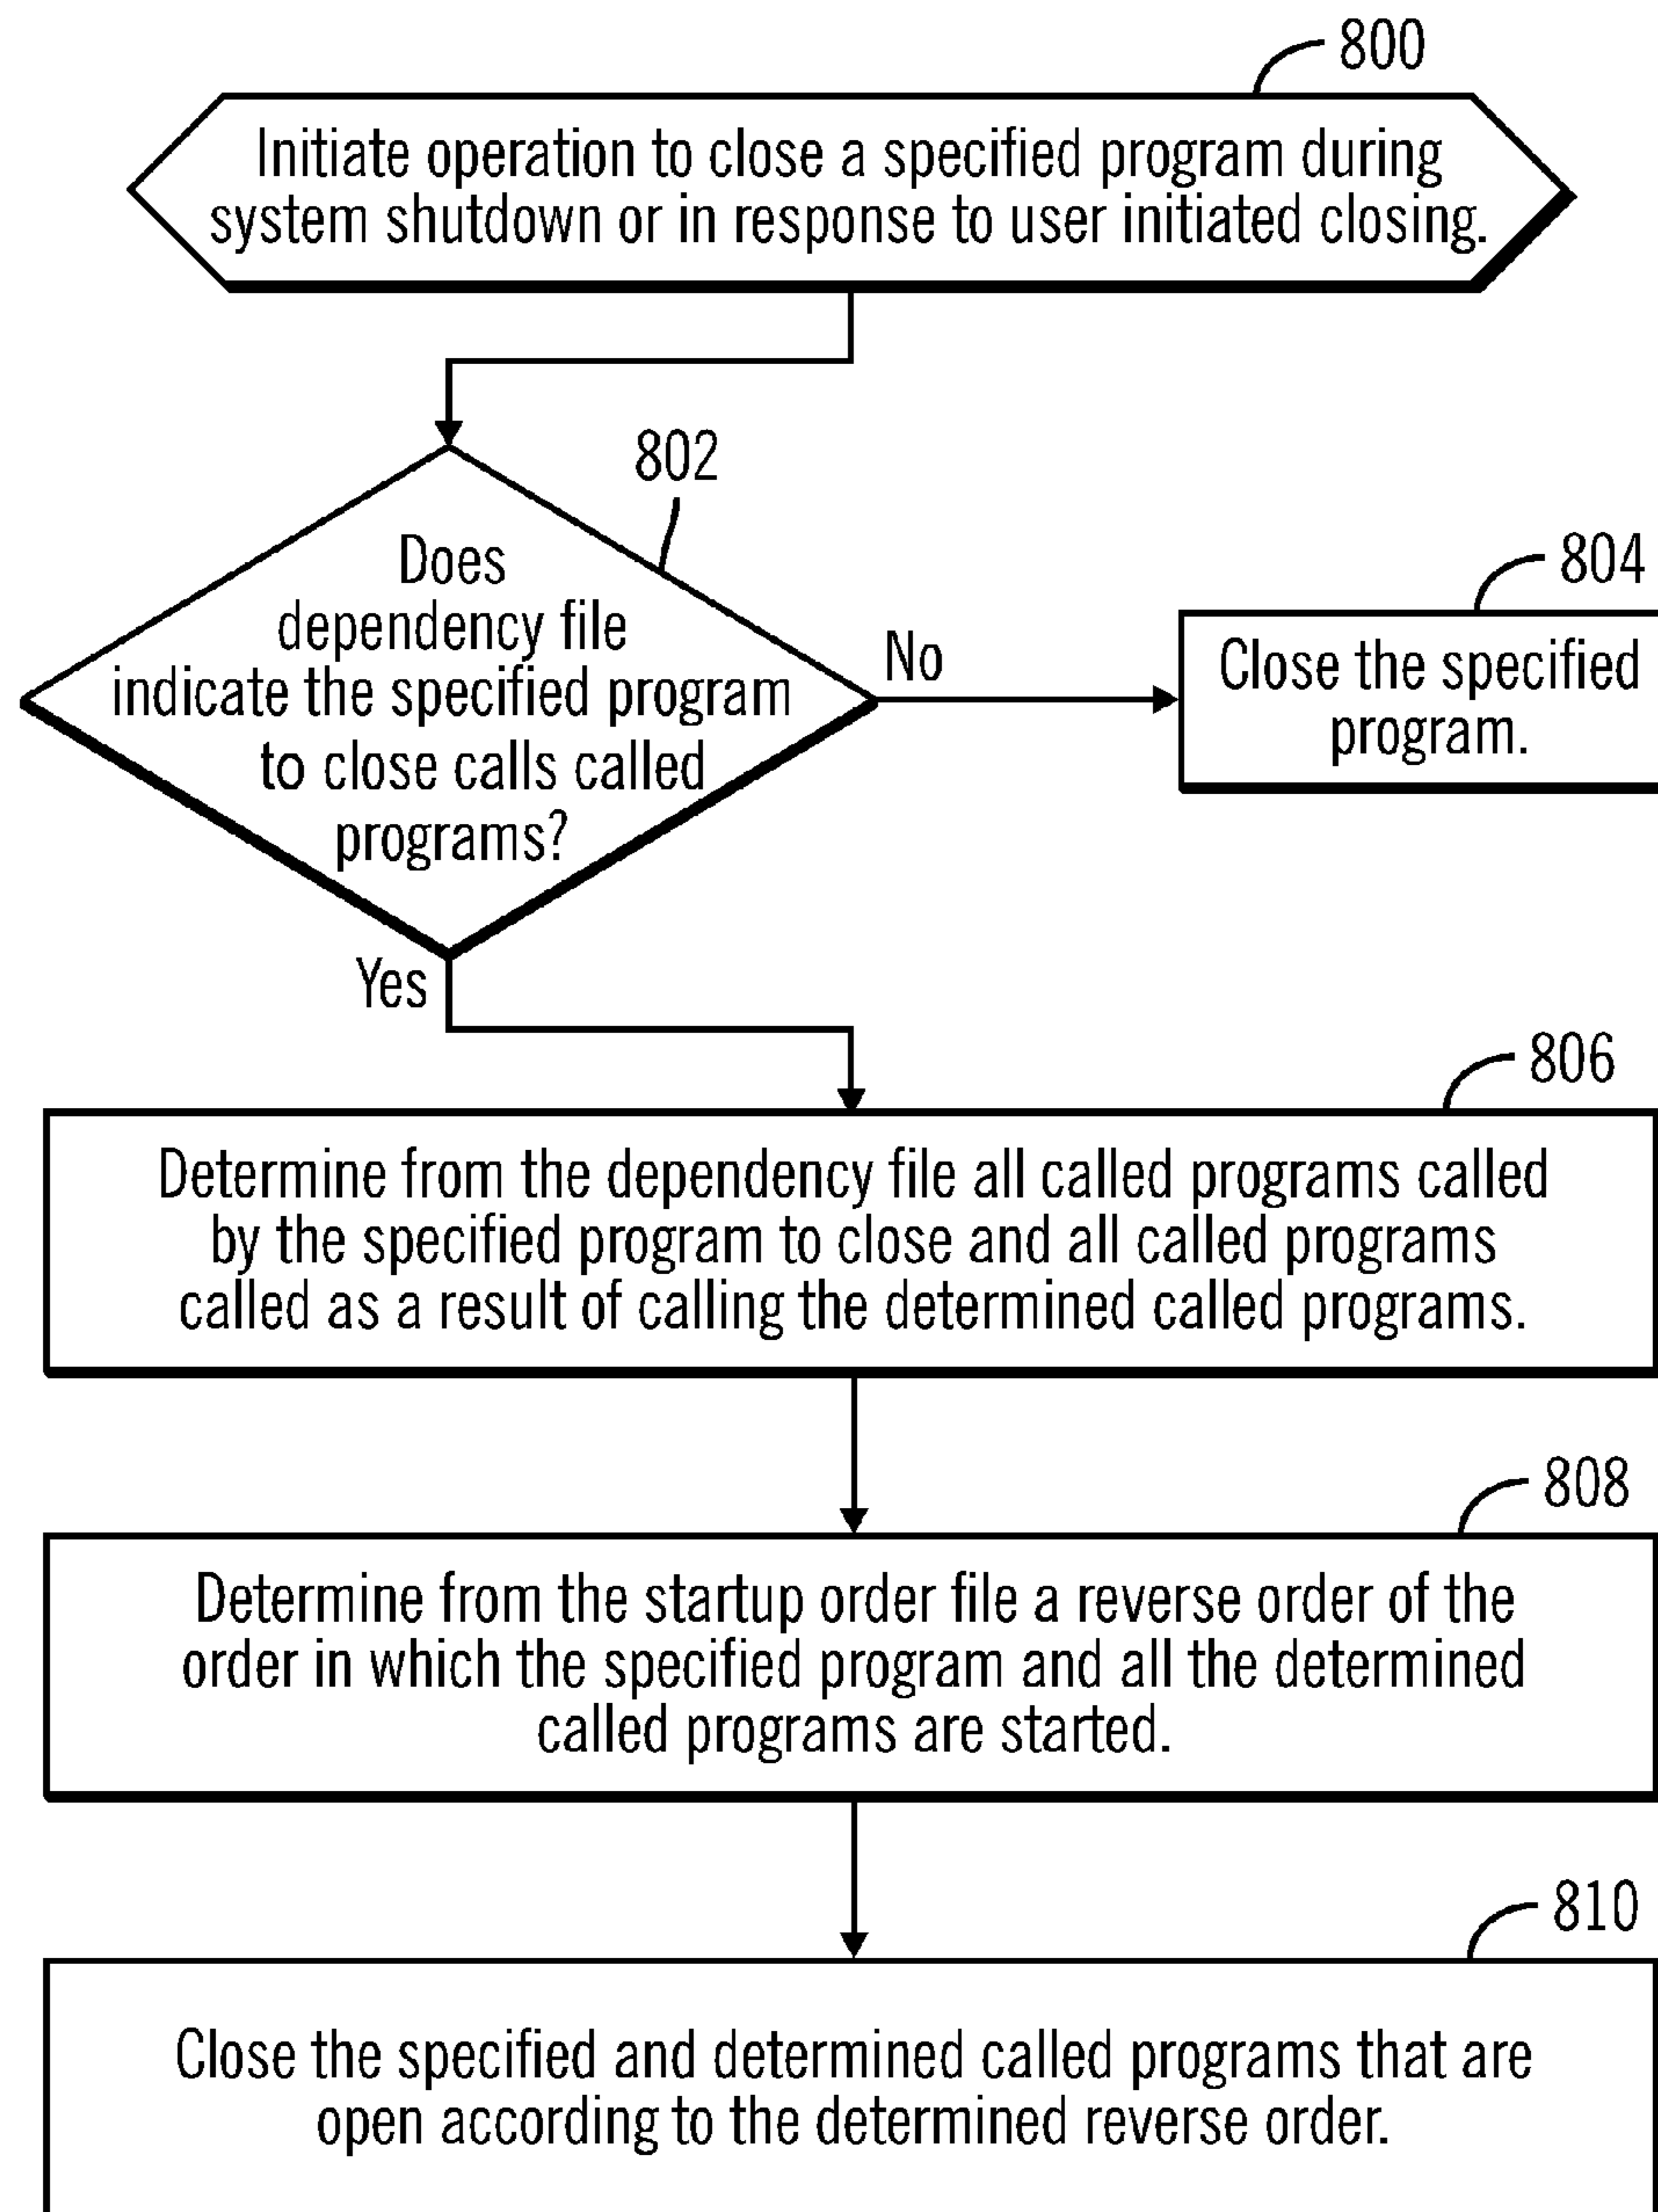 800
Initiate operation to close a specified program during
system shutdown or in response to user initiated closing.
802
Does
dependency file
indicate the specified program
to close calls called
programs?
No
804
Close the specified
program.
Yes
806
Determine from the dependency file all called programs called
by the specified program to close and all called programs
called as a result of calling the determined called programs.
808
Determine from the startup order file a reverse order of the
order in which the specified program and all the determined
called programs are started.
810
Close the specified and determined called programs that are
open according to the determined reverse order.